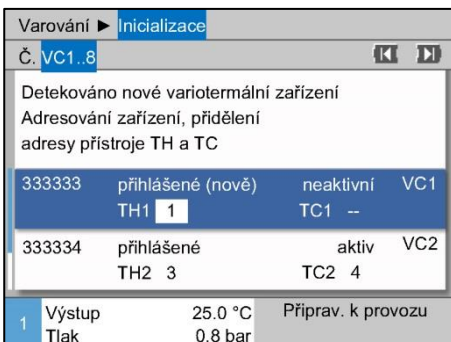 Varování ► Inicializace
Č. VC1..8
Detekováno nové variotermální zařízení
Adresování zařízení, přidělení
adresy přístroje TH a TC
333333 přihlášené (nově) neaktivní VC1
TH1 1 TC1 --
333334 přihlášené aktiv VC2
TH2 3 TC2 4
1 Výstup 25.0 °C Připrav. k provozu
Tlak 0.8 bar